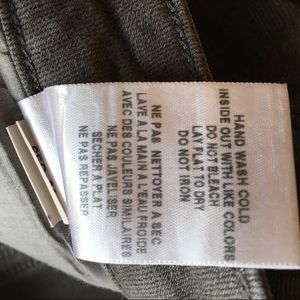 HAND WASH COLD
INSIDE OUT WITH LIKE COLORS
DO NOT BLEACH
LAY FLAT TO DRY
DO NOT IRON
NE PAS NETTOYER A SEC
LAVE A LA MAIN A L'EAU FROIDE
AVEC DES COULEURS SIMILAIRES
NE PAS JAVELISER
SECHER A PLAT
NE PAS REPASSER